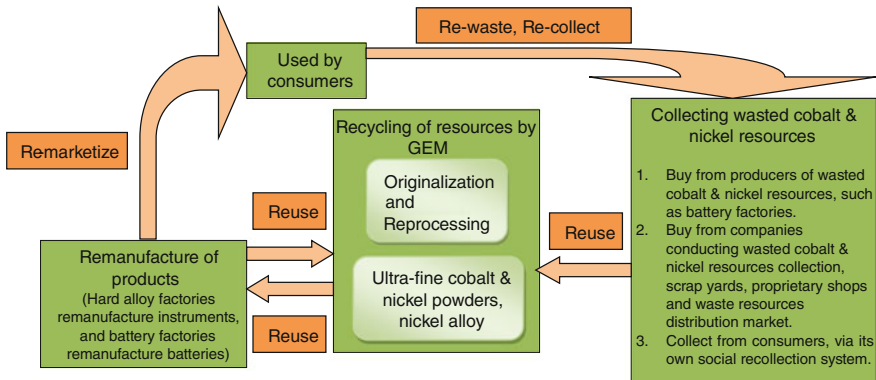 Re-waste, Re-collect
Used by
consumers
Remarketize
Recycling of resources by
GEM
Originalization
and
Reprocessing
Ultra-fine cobalt &
nickel powders,
nickel alloy
Reuse
Reuse
Reuse
Remanufacture of
products
(Hard alloy factories
remanufacture instruments,
and battery factories
remanufacture batteries)
Collecting wasted cobalt &
nickel resources
1. Buy from producers of wasted
cobalt & nickel resources, such
as battery factories.
2. Buy from companies
conducting wasted cobalt &
nickel resources collection,
scrap yards, proprietary shops
and waste resources
distribution market.
3. Collect from consumers, via its
own social recollection system.